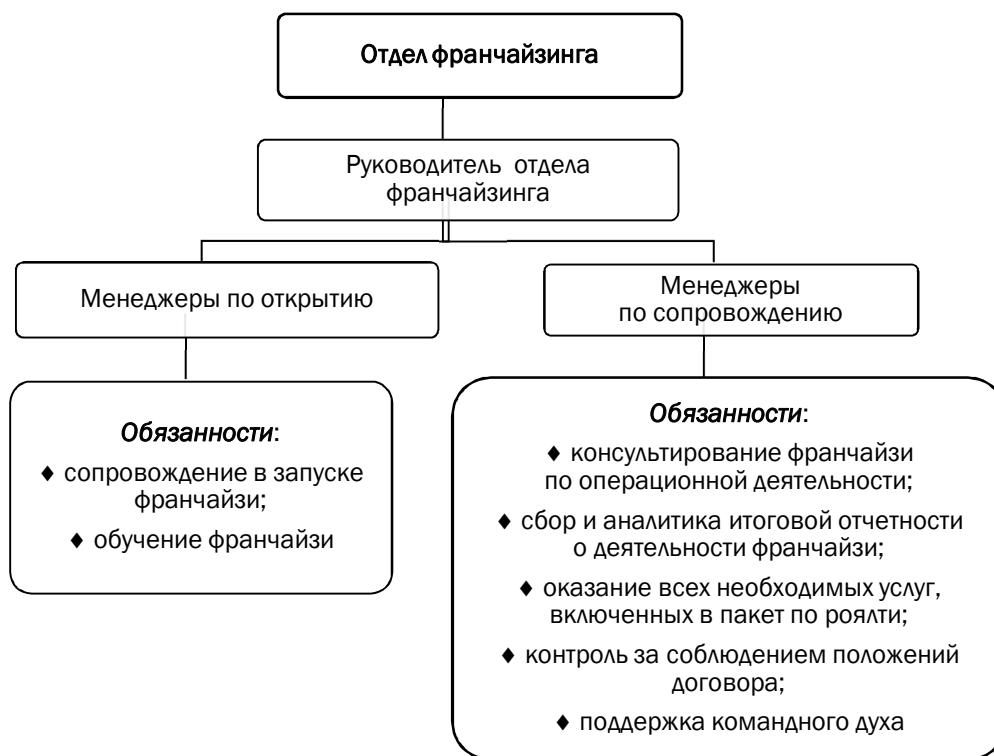 Отдел франчайзинга
Руководитель отдела
франчайзинга
Менеджеры по открытию
Менеджеры
по сопровождению
Обязанности:
♦ сопровождение в запуске
франчайзи;
♦ обучение франчайзи
Обязанности:
♦ консультирование франчайзи
по операционной деятельности;
♦ сбор и аналитика итоговой отчетности
о деятельности франчайзи;
♦ оказание всех необходимых услуг,
включенных в пакет по роялти;
♦ контроль за соблюдением положений
договора;
♦ поддержка командного духа